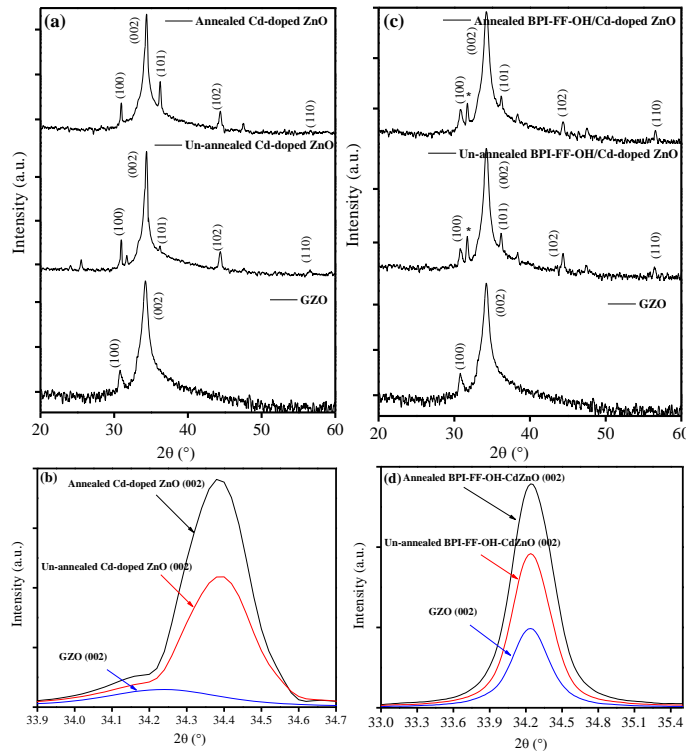 (a)
Annealed Cd-doped ZnO
(002)
(100)
(101)
(102)
(110)
Un-annealed Cd-doped ZnO
(002)
(100)
(101)
(102)
(110)
GZO
(002)
(100)
Intensity (a.u.)
20 30 40 50 60
2θ (°)
(c)
Annealed BPI-FF-OH/Cd-doped ZnO
(002)
(100)
*
(101)
(102)
(110)
Un-annealed BPI-FF-OH/Cd-doped ZnO
(002)
(100)
*
(101)
(102)
(110)
GZO
(002)
(100)
Intensity (a.u.)
20 30 40 50 60
2θ (°)
(b)
Annealed Cd-doped ZnO (002)
Un-annealed Cd-doped ZnO (002)
GZO (002)
Intensity (a.u.)
33.9 34.0 34.1 34.2 34.3 34.4 34.5 34.6 34.7
2θ (°)
(d)
Annealed BPI-FF-OH-CdZnO (002)
Un-annealed BPI-FF-OH-CdZnO (002)
GZO (002)
Intensity (a.u.)
33.0 33.3 33.6 33.9 34.2 34.5 34.8 35.1 35.4
2θ (°)